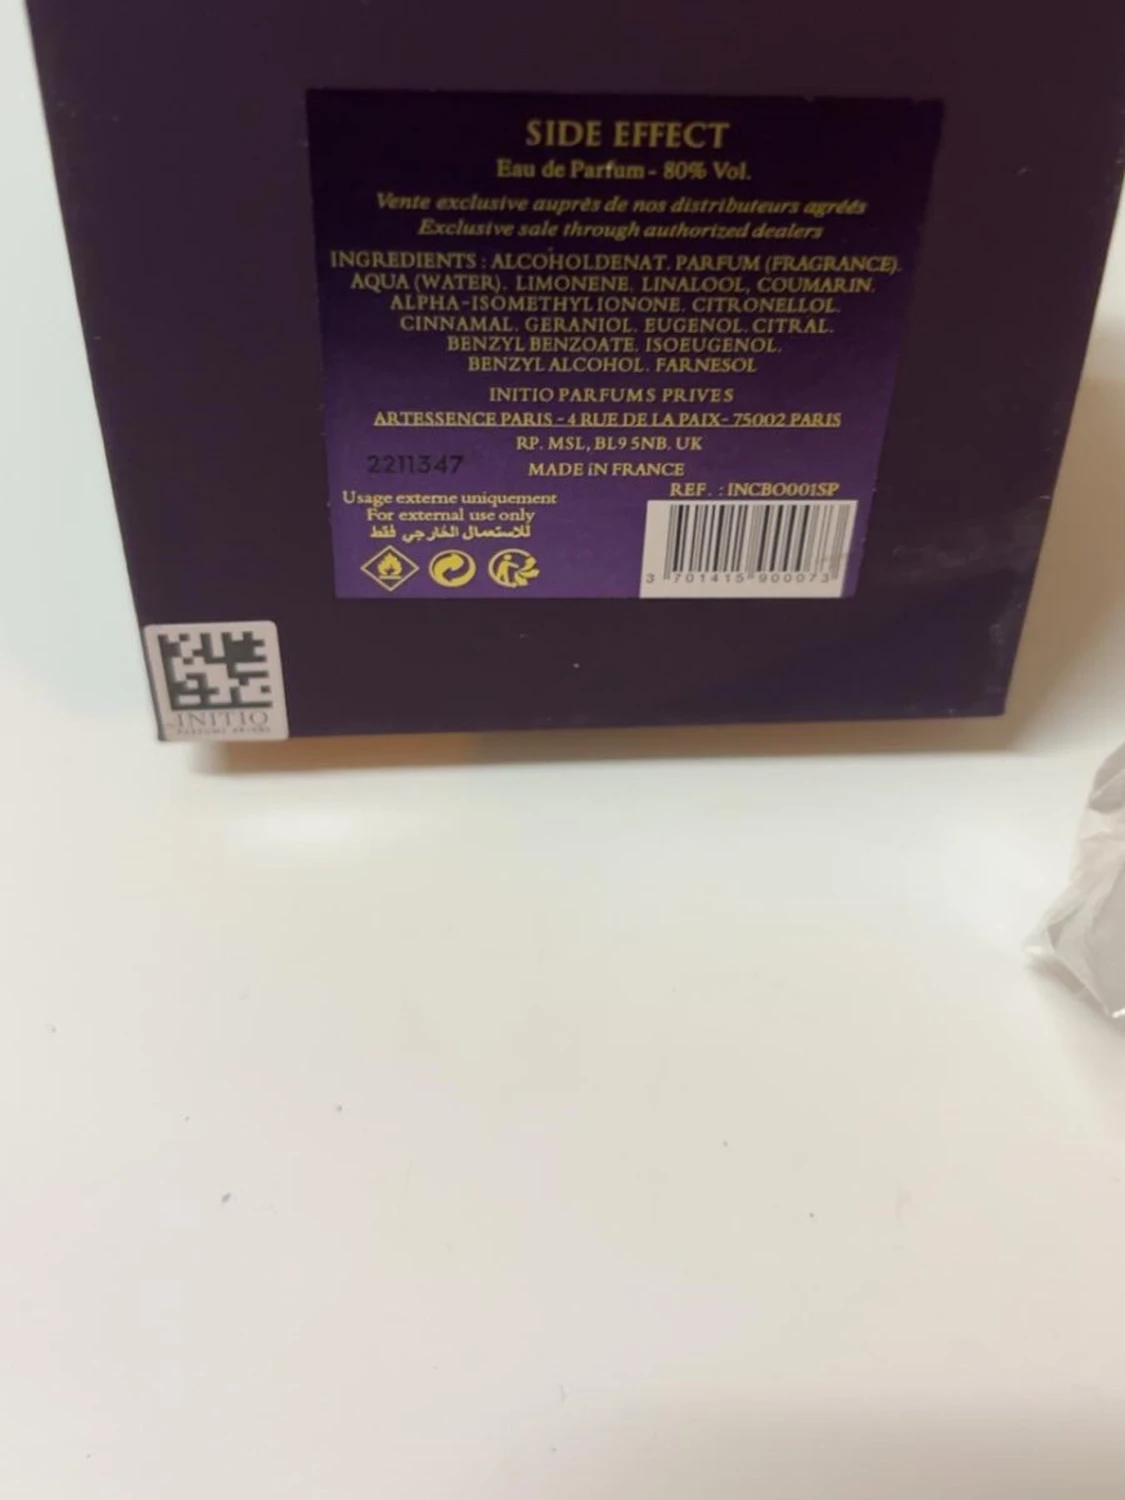 SIDE EFFECT
Eau de Parfum - 80% Vol.
Vente exclusive auprès de nos distributeurs agréés
Exclusive sale through authorized dealers
INGREDIENTS : ALCOHOLDENAT. PARFUM (FRAGRANCE).
AQUA (WATER). LIMONENE. LINALOOL, COUMARIN.
ALPHA-ISOMETHYL IONONE. CITRONELLOL.
CINNAMAL. GERANIOL. EUGENOL. CITRAL.
BENZYL BENZOATE. ISOEUGENOL.
BENZYL ALCOHOL. FARNESOL
INITIO PARFUMS PRIVES
ARTESSENCE PARIS - 4 RUE DE LA PAIX- 75002 PARIS
RP. MSL, BL9 5NB. UK
2211347
MADE iN FRANCE
REF. : INCBO001SP
Usage externe uniquement
For external use only
للاستعمال الخارجي فقط
3 701415 900073
INITIO
PARFUMS PRIVES